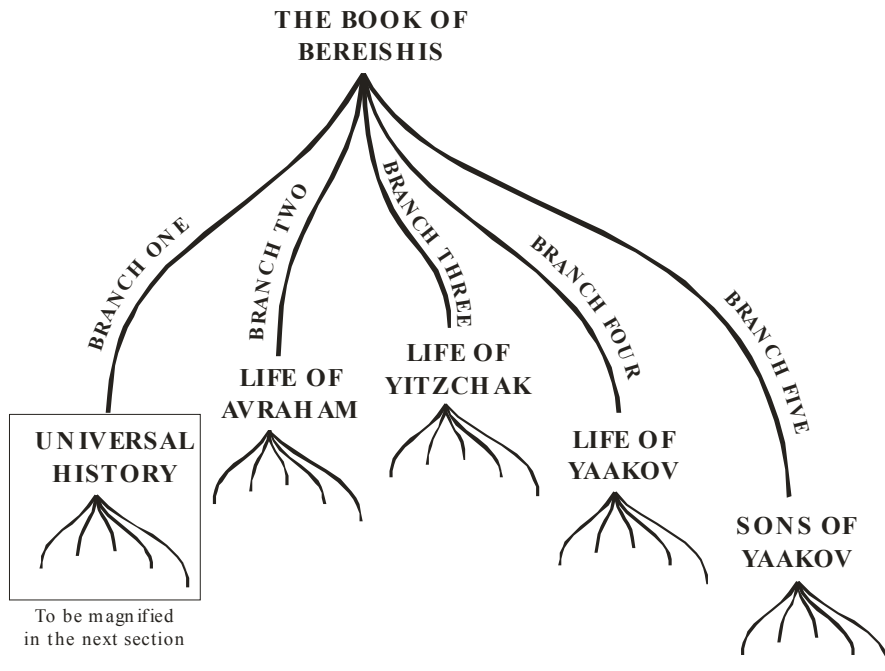 THE BOOK OF
BEREISHIS
BRANCH ONE
BRANCH TWO
BRANCH THREE
BRANCH FOUR
BRANCH FIVE
UNIVERSAL
HISTORY
LIFE OF
AVRAHAM
LIFE OF
YITZCHAK
LIFE OF
YAAKOV
SONS OF
YAAKOV
To be magnified
in the next section